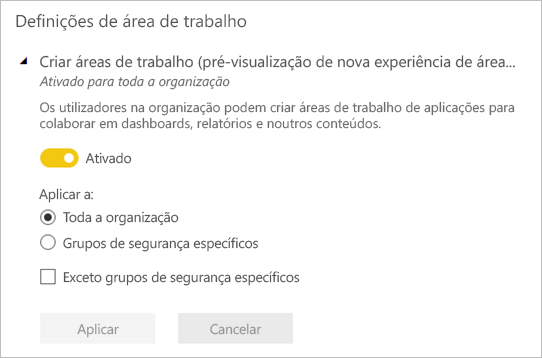 Definições de área de trabalho
Criar áreas de trabalho (pré-visualização de nova experiência de área...
Ativado para toda a organização
Os utilizadores na organização podem criar áreas de trabalho de aplicações para
colaborar em dashboards, relatórios e noutros conteúdos.
Ativado
Aplicar a:
Toda a organização
Grupos de segurança específicos
Exceto grupos de segurança específicos
Aplicar
Cancelar